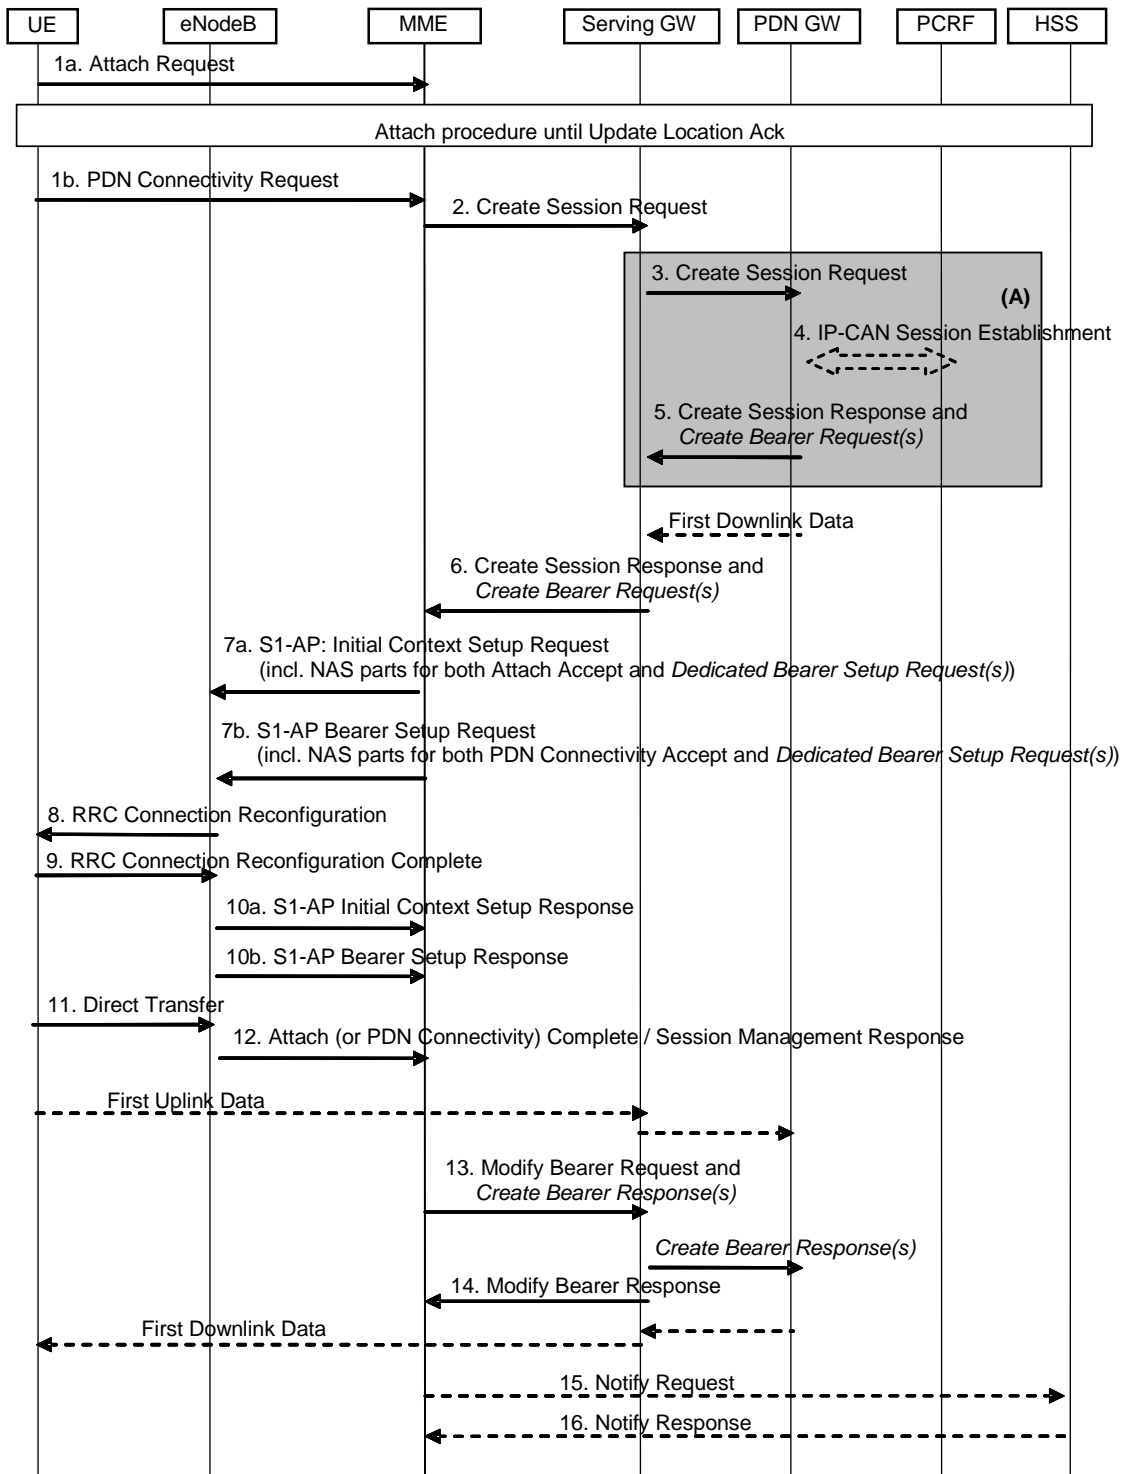 UE eNodeB MME Serving GW PDN GW PCRF HSS
1a. Attach Request
Attach procedure until Update Location Ack
1b. PDN Connectivity Request
2. Create Session Request
3. Create Session Request
(A)
4. IP-CAN Session Establishment
5. Create Session Response and
Create Bearer Request(s)
First Downlink Data
6. Create Session Response and
Create Bearer Request(s)
7a. S1-AP: Initial Context Setup Request
(incl. NAS parts for both Attach Accept and Dedicated Bearer Setup Request(s))
7b. S1-AP Bearer Setup Request
(incl. NAS parts for both PDN Connectivity Accept and Dedicated Bearer Setup Request(s))
8. RRC Connection Reconfiguration
9. RRC Connection Reconfiguration Complete
10a. S1-AP Initial Context Setup Response
10b. S1-AP Bearer Setup Response
11. Direct Transfer
12. Attach (or PDN Connectivity) Complete / Session Management Response
First Uplink Data
13. Modify Bearer Request and
Create Bearer Response(s)
Create Bearer Response(s)
14. Modify Bearer Response
First Downlink Data
15. Notify Request
16. Notify Response